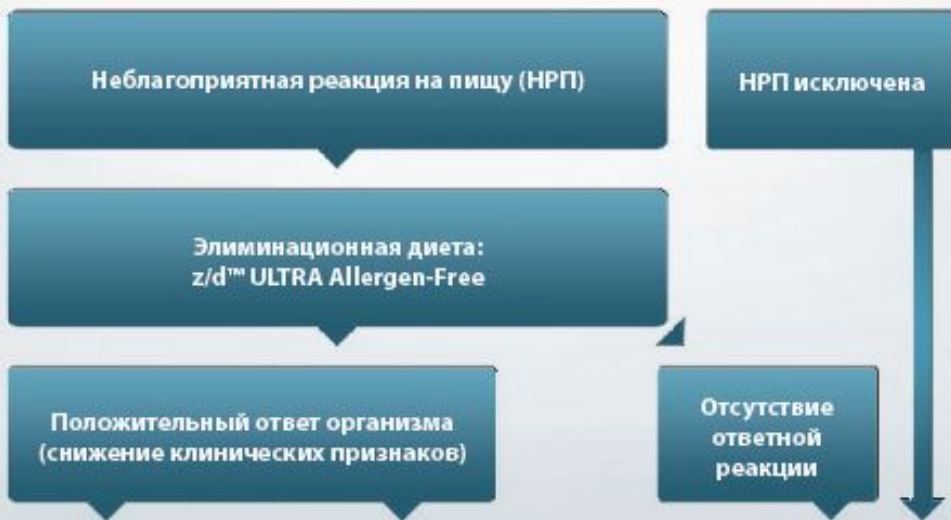 Неблагоприятная реакция на пищу (НРП)
НРП исключена
Элиминационная диета:
z/d™ ULTRA Allergen-Free
Положительный ответ организма
(снижение клинических признаков)
Отсутствие
ответной
реакции